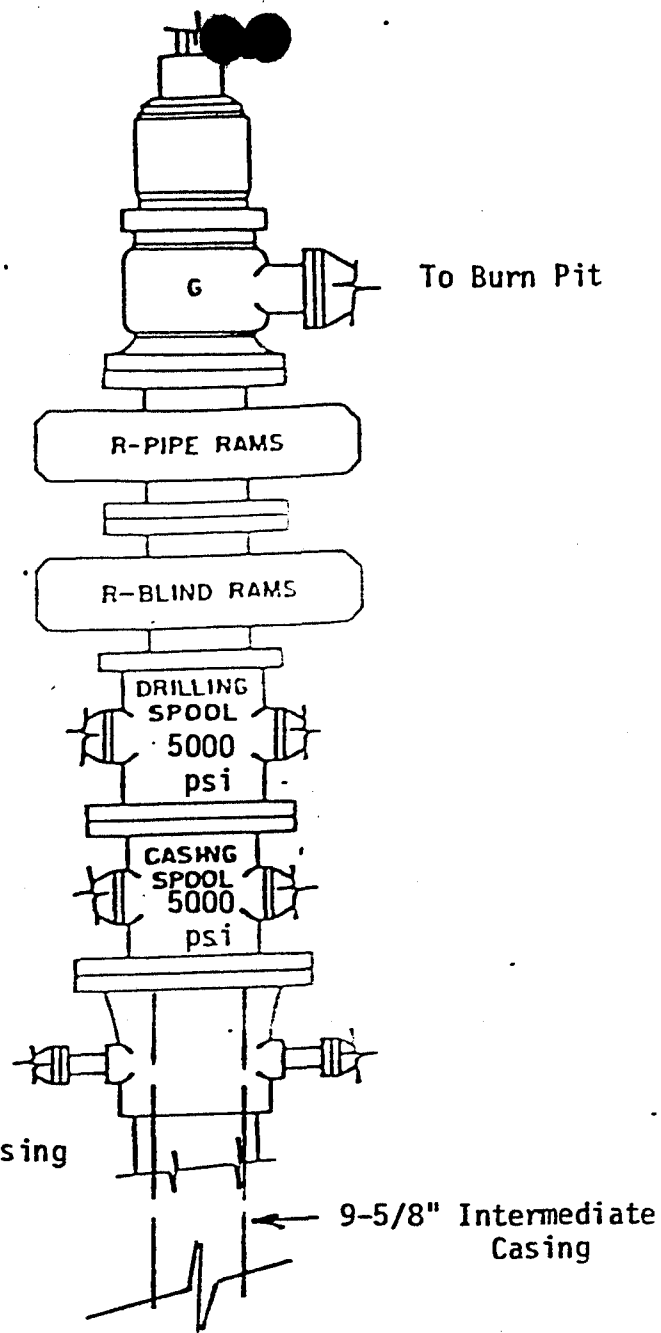 G
To Burn Pit
R-PIPE RAMS
R-BLIND RAMS
DRILLING
SPOOL
5000
psi
CASING
SPOOL
5000
psi
sing
9-5/8" Intermediate
Casing